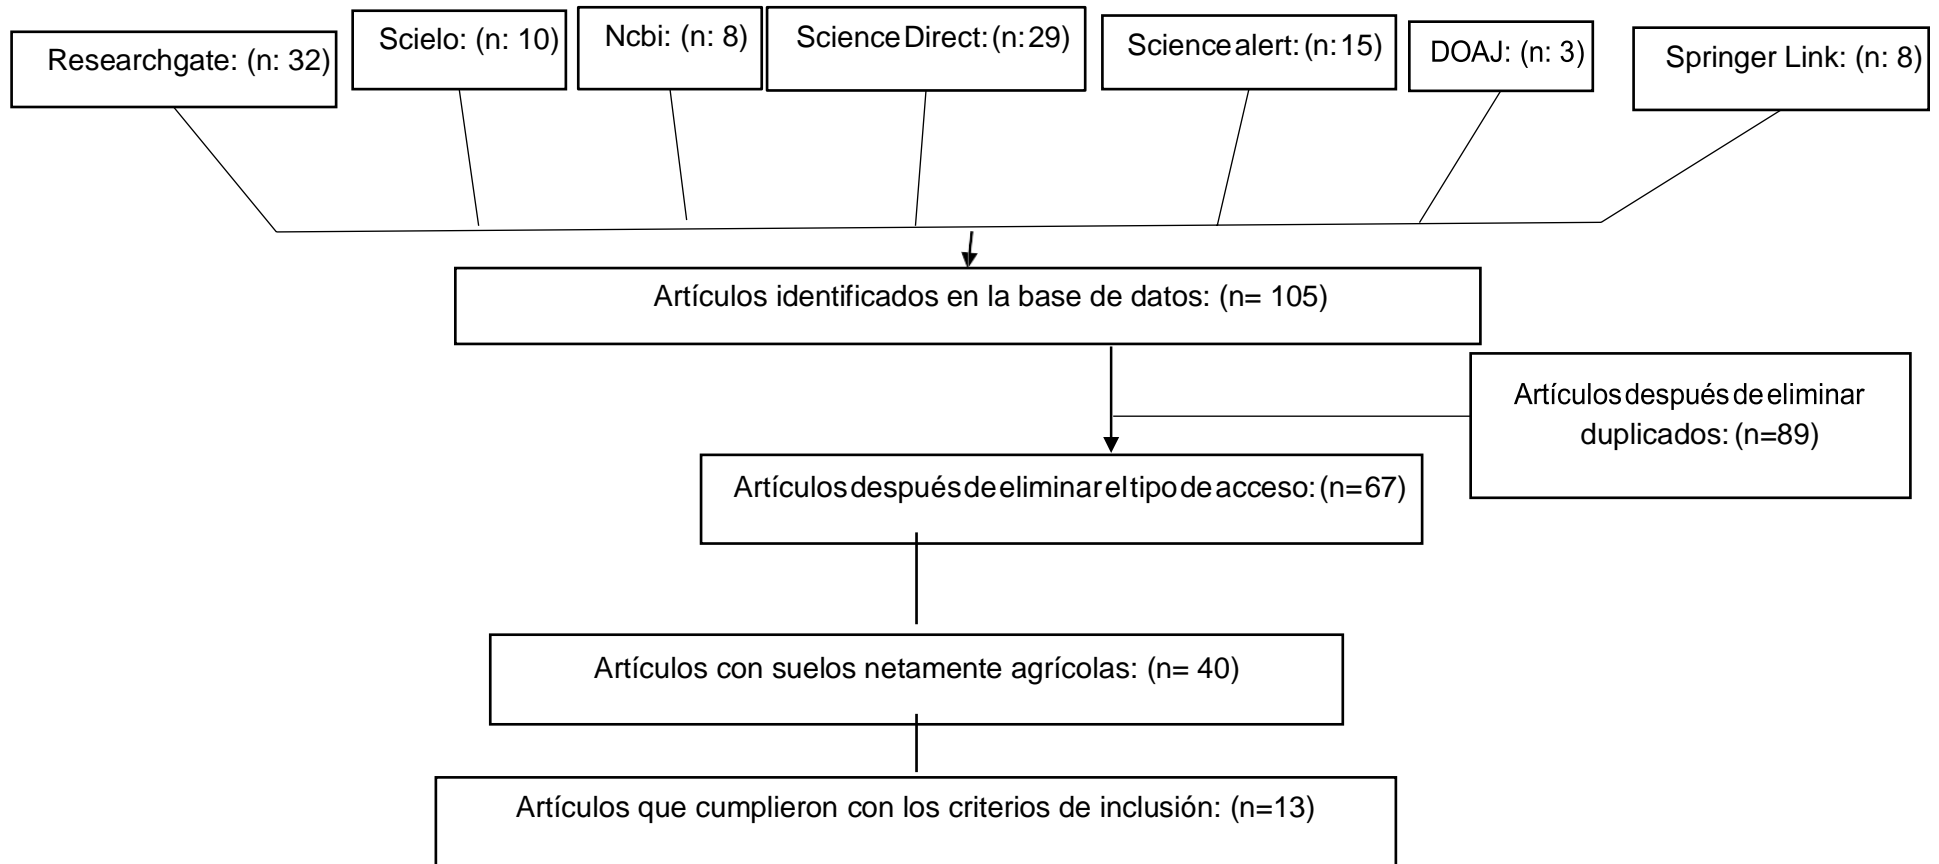 Researchgate: (n: 32)
Scielo: (n: 10)
Ncbi: (n: 8)
Science Direct: (n: 29)
Science alert: (n: 15)
DOAJ: (n: 3)
Springer Link: (n: 8)
Artículos identificados en la base de datos: (n= 105)
Artículos después de eliminar
duplicados: (n=89)
Artículos después de eliminar el tipo de acceso: (n=67)
Artículos con suelos netamente agrícolas: (n= 40)
Artículos que cumplieron con los criterios de inclusión: (n=13)